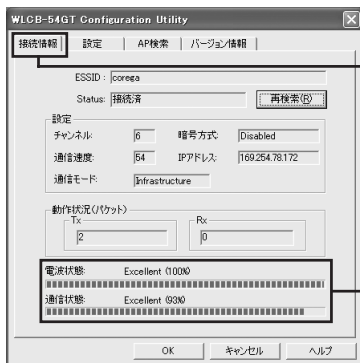 WLCB-54GT Configuration Utility
接続情報 設定 AP検索 バージョン情報
ESSID : corega
Status: 接続済 再検索(R)
設定
チャンネル: 6 暗号方式: Disabled
通信速度: 54 IPアドレス: 169.254.78.172
通信モード: Infrastructure
動作状況(パケット)
Tx Rx
2 0
電波状態: Excellent (100%)
通信状態: Excellent (93%)
OK キャンセル ヘルプ